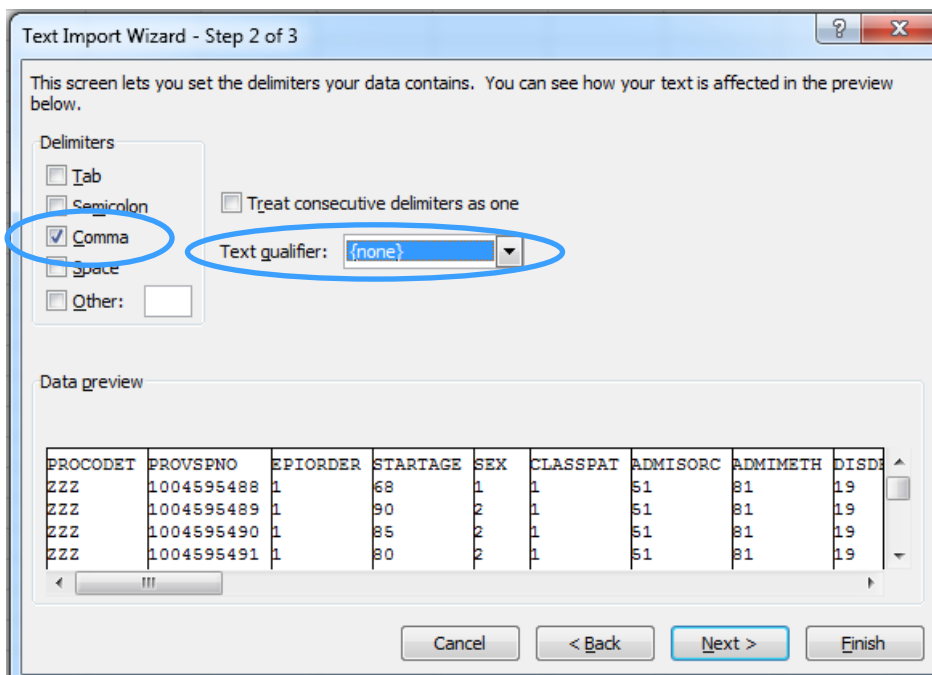 Text Import Wizard - Step 2 of 3
This screen lets you set the delimiters your data contains. You can see how your text is affected in the preview
below.
Delimiters
Tab
Semicolon
Treat consecutive delimiters as one
Comma
Text qualifier: {none}
Space
Other:
Data preview
PROCODET PROVSPNO EPIORDER STARTAGE SEX CLASSPAT ADMISORC ADMIMETH
ZZZ 1004595488 1 68 1 1 51 81 19
ZZZ 1004595489 1 90 2 1 51 81 19
ZZZ 1004595490 1 85 2 1 51 81 19
ZZZ 1004595491 1 80 2 1 51 81 19
Cancel < Back Next > Finish